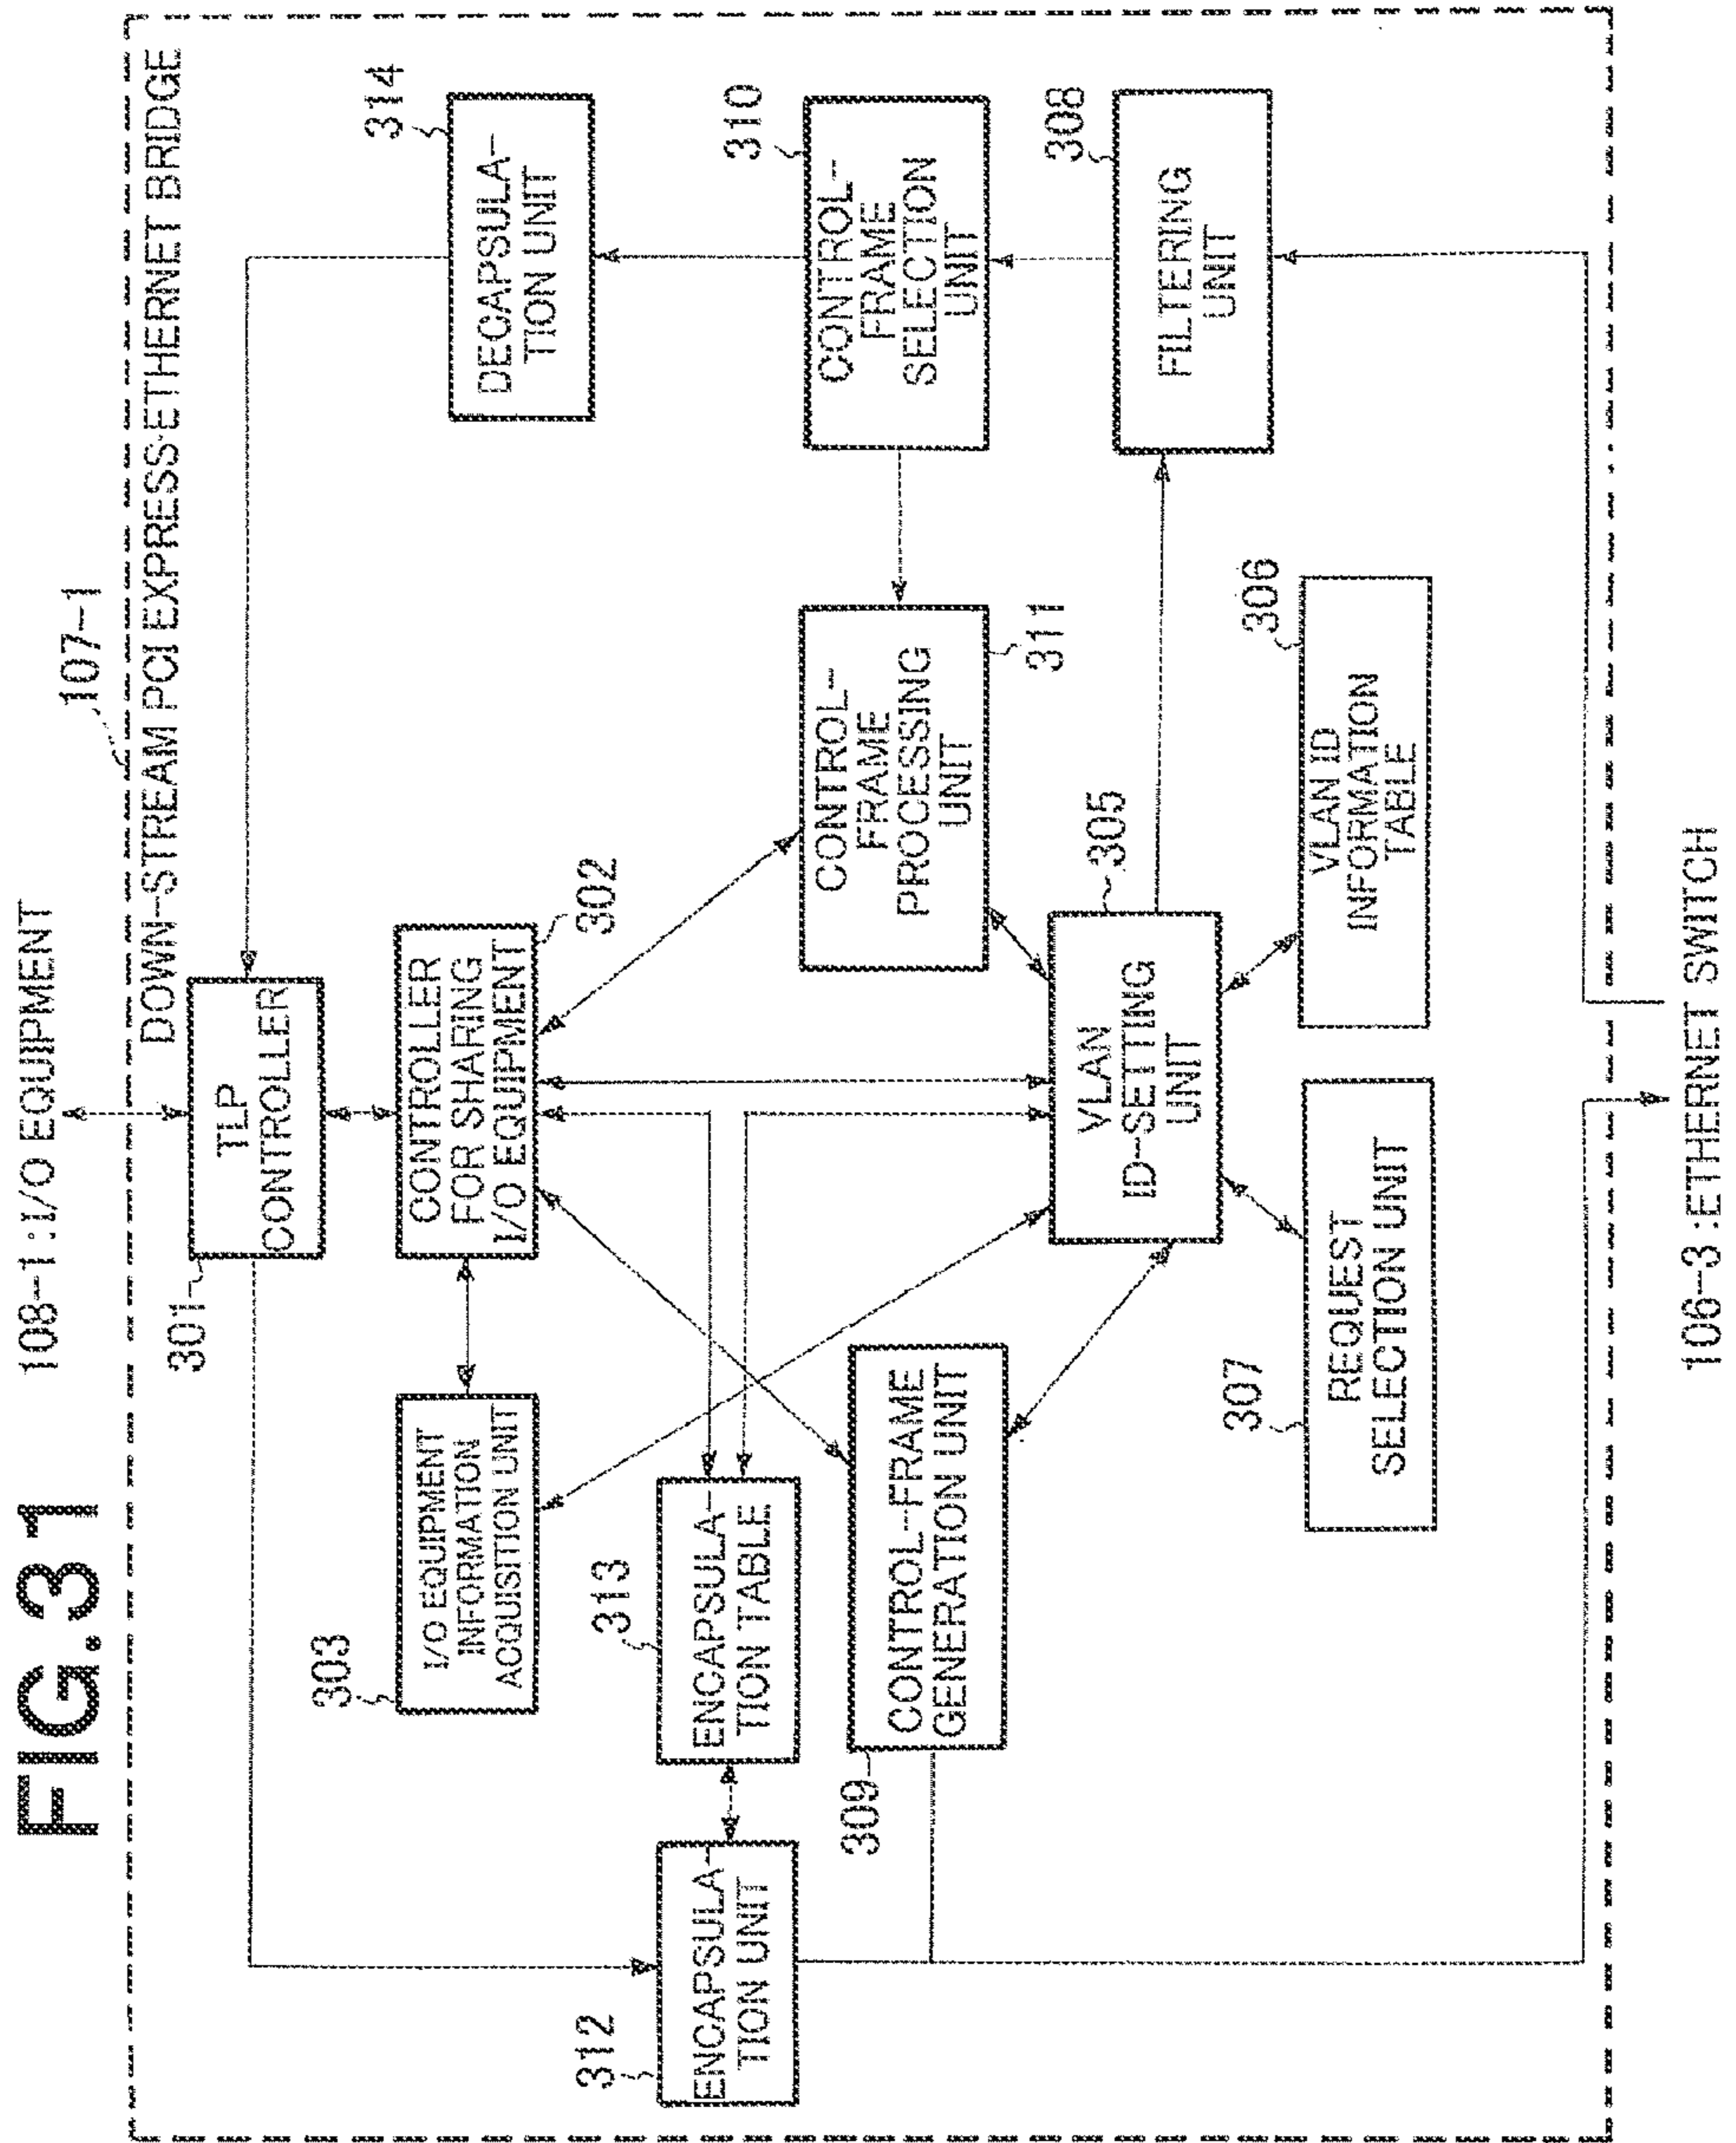 FIG.31
108-1:I/O EQUIPMENT
107-1
DOWN-STREAM PCI EXPRESS-ETHERNET BRIDGE
301
TLP
CONTROLLER
302
CONTROLLER
FOR SHARING
I/O EQUIPMENT
303
I/O EQUIPMENT
INFORMATION
ACQUISITION UNIT
314
DECAPSULA-
TION UNIT
312
ENCAPSULA-
TION UNIT
313
ENCAPSULA-
TION TABLE
309
CONTROL-FRAME
GENERATION UNIT
311
CONTROL-
FRAME
PROCESSING
UNIT
310
CONTROL-
FRAME
SELECTION
UNIT
305
VLAN
ID-SETTING
UNIT
308
FILTERING
UNIT
307
REQUEST
SELECTION UNIT
306
VLAN ID
INFORMATION
TABLE
106-3 :ETHERNET SWITCH